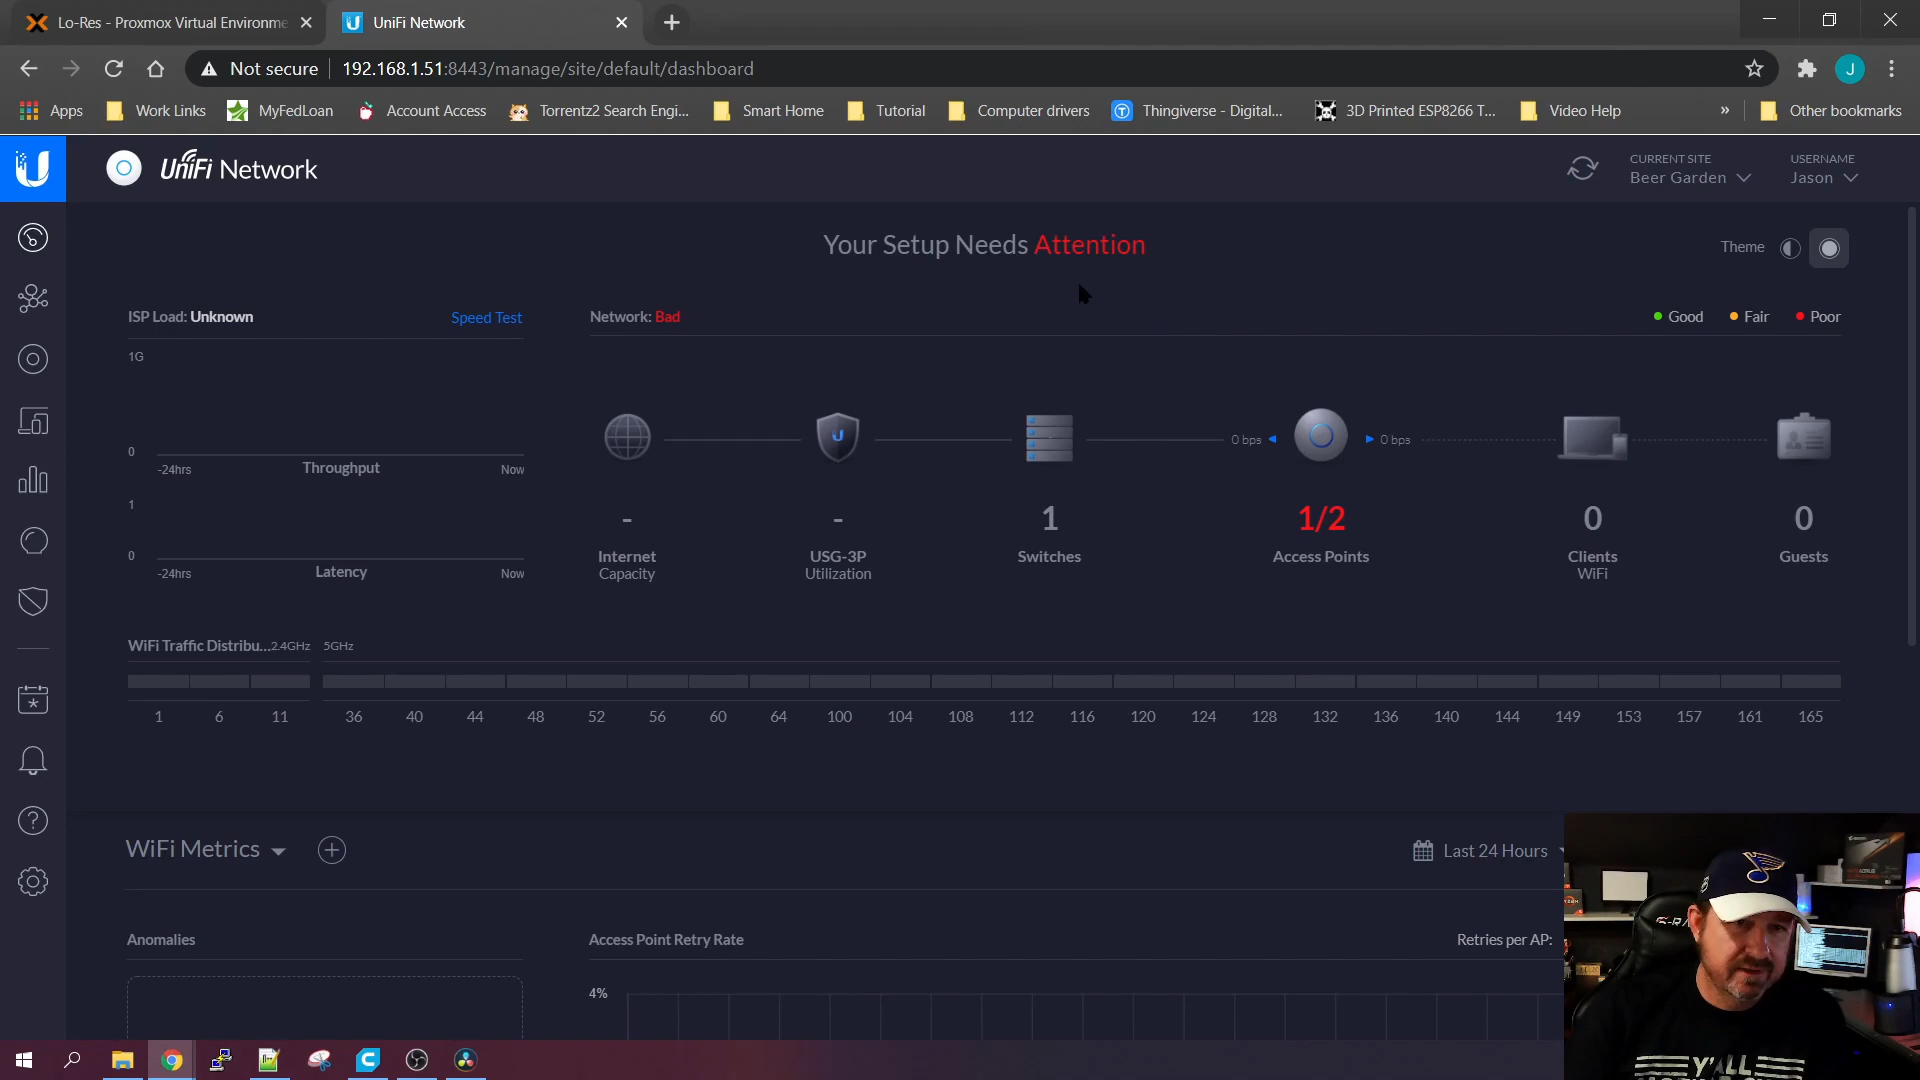 Lo-Res - Proxmox Virtual Environme
UniFi Network
Not secure
192.168.1.51:8443/manage/site/default/dashboard
J
Apps
Work Links
MyFedLoan
Account Access
Torrentz2 Search Engi...
Smart Home
Tutorial
Computer drivers
Thingiverse - Digital...
3D Printed ESP8266 T...
Video Help
»
Other bookmarks
UniFi Network
CURRENT SITE
Beer Garden
USERNAME
Jason
Your Setup Needs Attention
Theme
ISP Load: Unknown
Speed Test
Network: Bad
Good
Fair
Poor
1G
0
-24hrs
Throughput
Now
1
0
-24hrs
Latency
Now
0 bps
0 bps
-
Internet
Capacity
-
USG-3P
Utilization
1
Switches
1/2
Access Points
0
Clients
WiFi
0
Guests
WiFi Traffic Distribu...2.4GHz
5GHz
1 6 11 36 40 44 48 52 56 60 64 100 104 108 112 116 120 124 128 132 136 140 144 149 153 157 161 165
WiFi Metrics
Last 24 Hours
Anomalies
Access Point Retry Rate
Retries per AP:
4%
Y'ALL